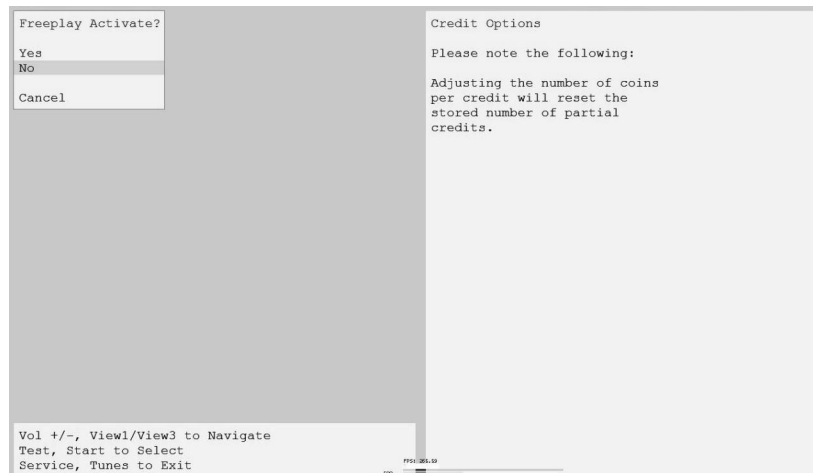 Freeplay Activate?
Yes
No
Cancel
Credit Options
Please note the following:
Adjusting the number of coins
per credit will reset the
stored number of partial
credits.
Vol +/-, View1/View3 to Navigate
Test, Start to Select
Service, Tunes to Exit